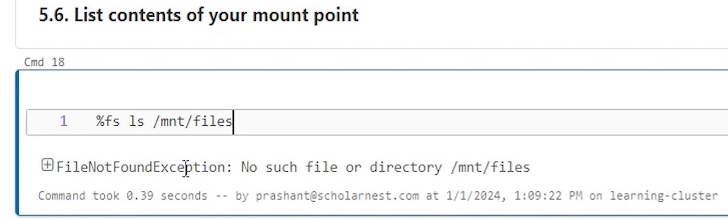 5.6. List contents of your mount point
Cmd 18
1 %fs ls /mnt/files
FileNotFoundException: No such file or directory /mnt/files
Command took 0.39 seconds -- by prashant@scholarnest.com at 1/1/2024, 1:09:22 PM on learning-cluster